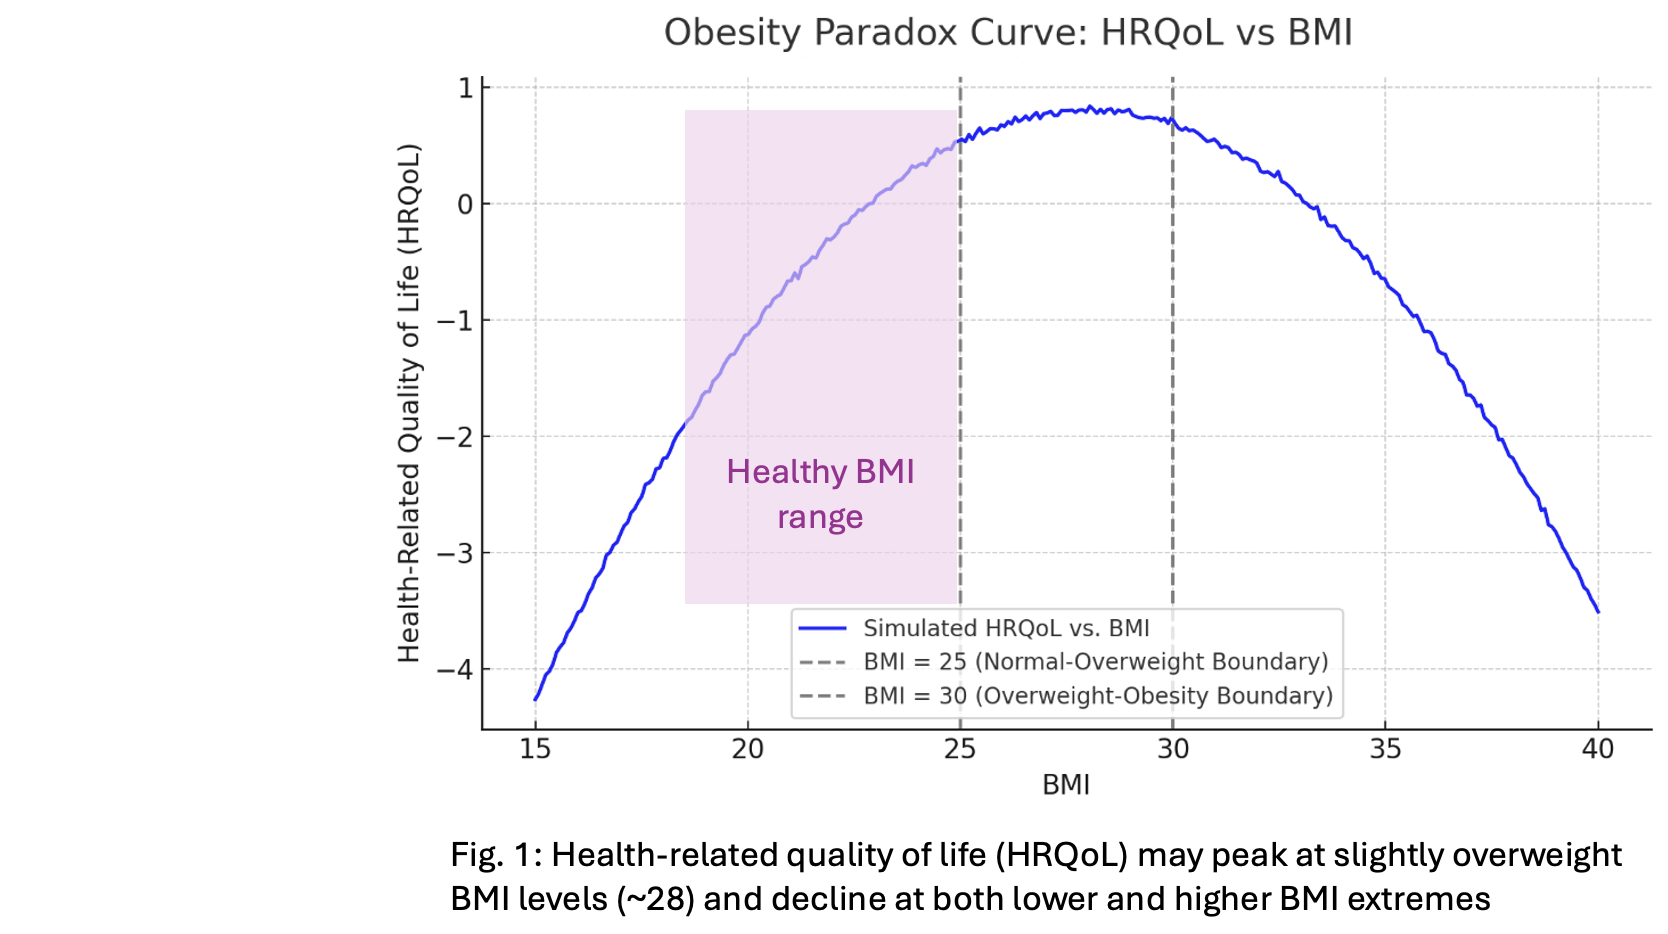 Obesity Paradox Curve: HRQoL vs BMI
Health-Related Quality of Life (HRQoL)
1
0
−1
−2
−3
−4
Healthy BMI
range
Simulated HRQoL vs. BMI
BMI = 25 (Normal-Overweight Boundary)
BMI = 30 (Overweight-Obesity Boundary)
15 20 25 30 35 40
BMI
Fig. 1: Health-related quality of life (HRQoL) may peak at slightly overweight
BMI levels (~28) and decline at both lower and higher BMI extremes